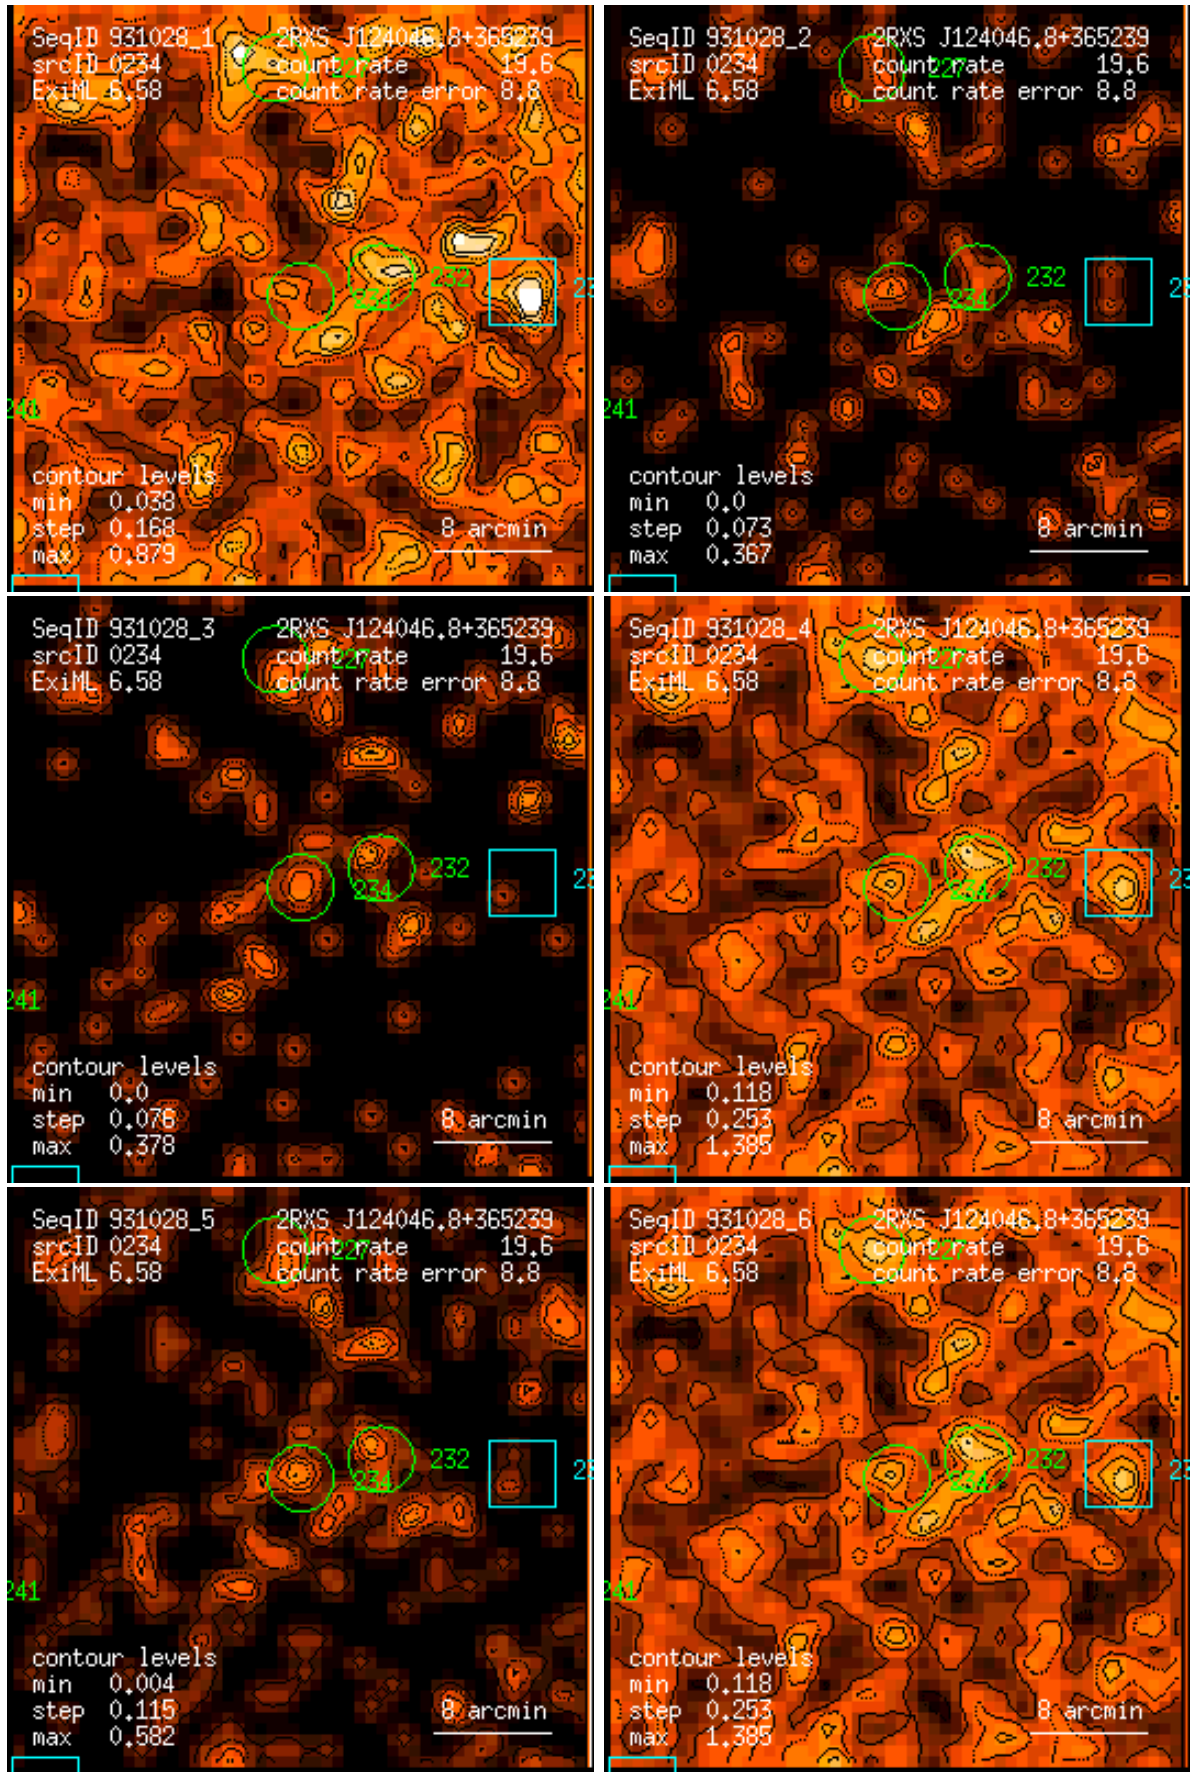 SeqID 931028_1 2RXS J124046.8+365239
srcID 0234 count rate 19.6
227
ExiML 6.58 count rate error 8.8
232
234
241
contour levels
min 0.038
step 0.168 8 arcmin
max 0.879
SeqID 931028_2 2RXS J124046.8+365239
srcID 0234 count rate 19.6
227
ExiML 6.58 count rate error 8.8
232
234
241
contour levels
min 0.0
step 0.073 8 arcmin
max 0.367
SeqID 931028_3 2RXS J124046.8+365239
srcID 0234 count rate 19.6
227
ExiML 6.58 count rate error 8.8
232
234
241
contour levels
min 0.0
step 0.076 8 arcmin
max 0.378
SeqID 931028_4 2RXS J124046.8+365239
srcID 0234 count rate 19.6
227
ExiML 6.58 count rate error 8.8
232
234
241
contour levels
min 0.118
step 0.253 8 arcmin
max 1.385
SeqID 931028_5 2RXS J124046.8+365239
srcID 0234 count rate 19.6
227
ExiML 6.58 count rate error 8.8
232
234
241
contour levels
min 0.004
step 0.115 8 arcmin
max 0.582
SeqID 931028_6 2RXS J124046.8+365239
srcID 0234 count rate 19.6
227
ExiML 6.58 count rate error 8.8
232
234
241
contour levels
min 0.118
step 0.253 8 arcmin
max 1.385